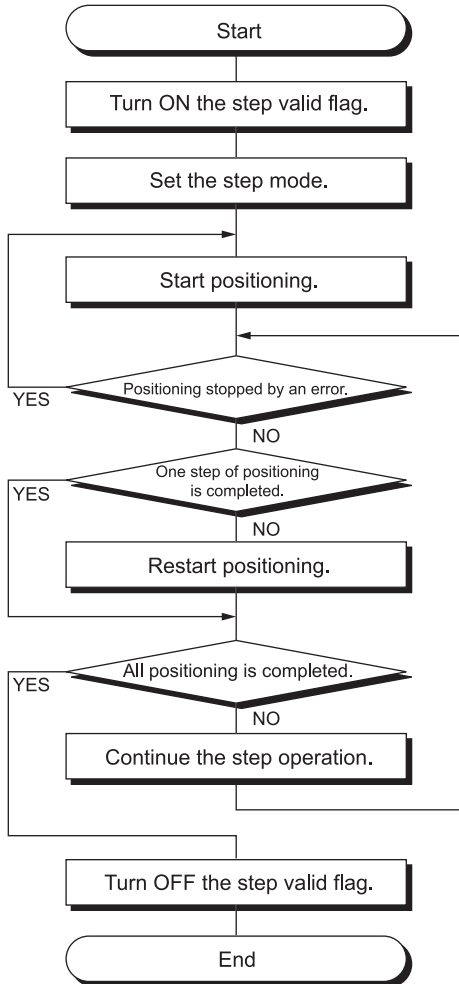 Start
Turn ON the step valid flag.
Set the step mode.
Start positioning.
Positioning stopped by an error.
YES
NO
One step of positioning
is completed.
YES
NO
Restart positioning.
All positioning is completed.
YES
NO
Continue the step operation.
Turn OFF the step valid flag.
End